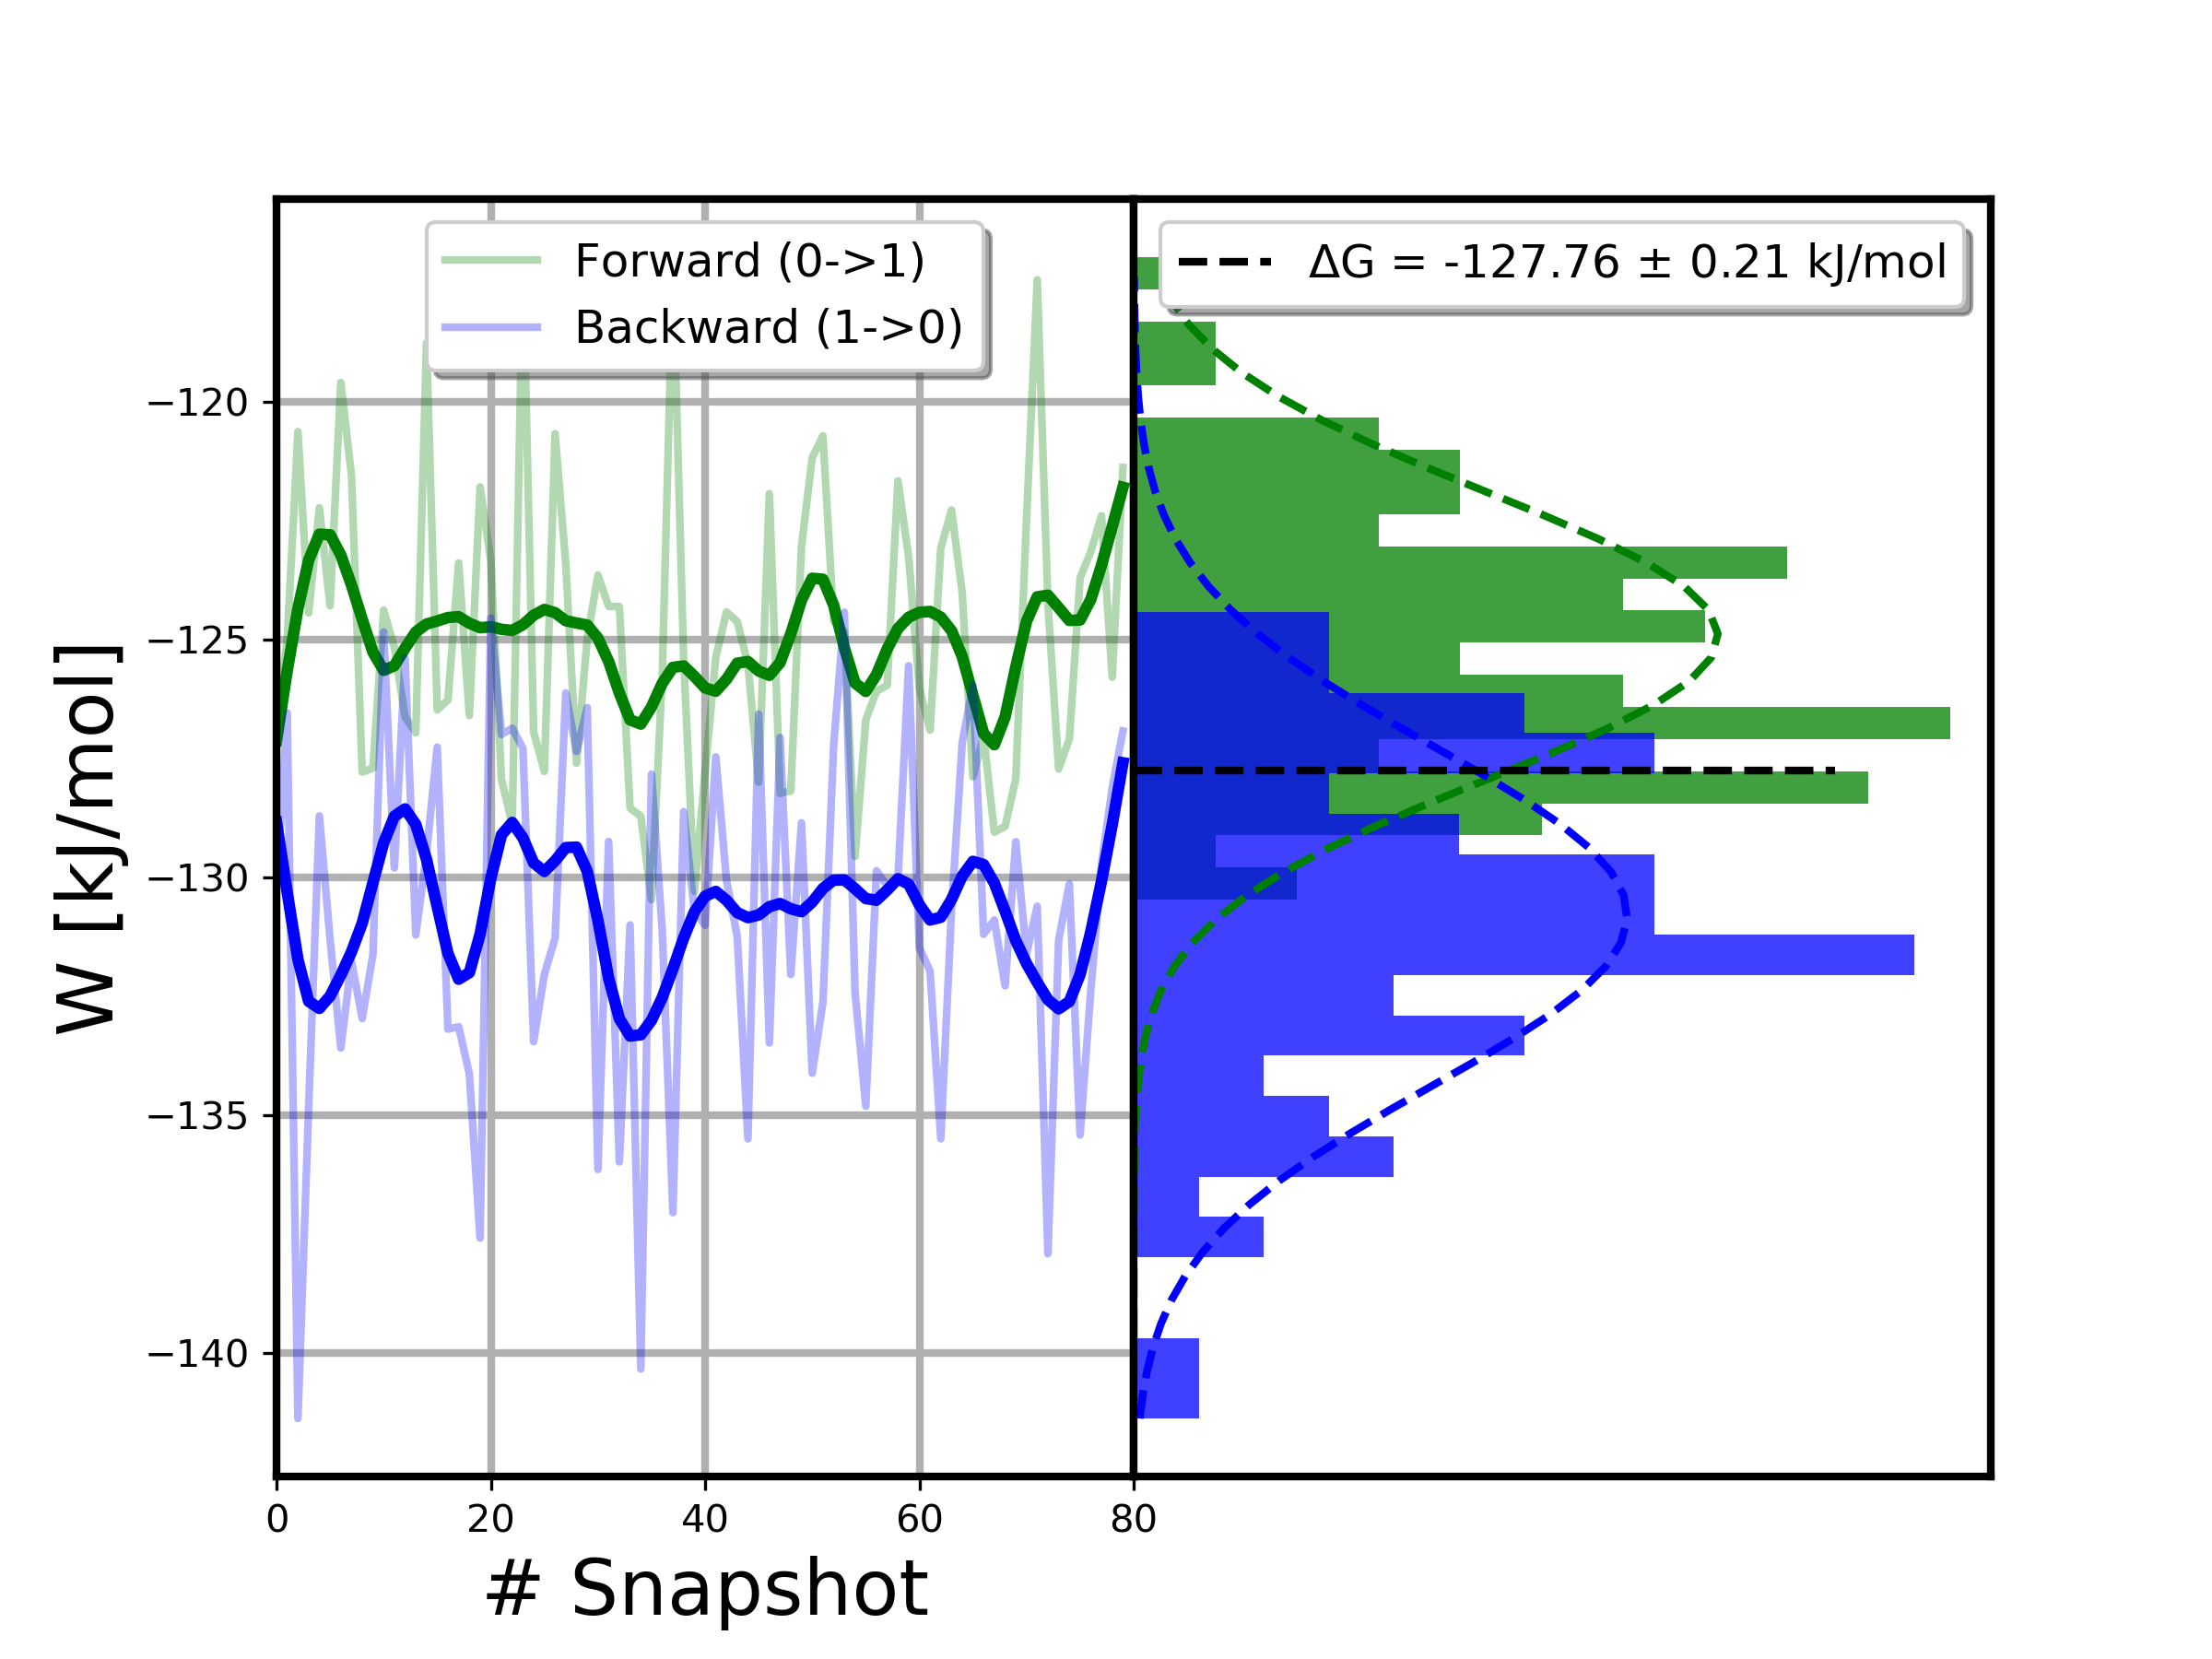 Forward (0->1)
Backward (1->0)
ΔG = -127.76 ± 0.21 kJ/mol
−120
−125
−130
−135
−140
W [kJ/mol]
0 20 40 60 80
# Snapshot